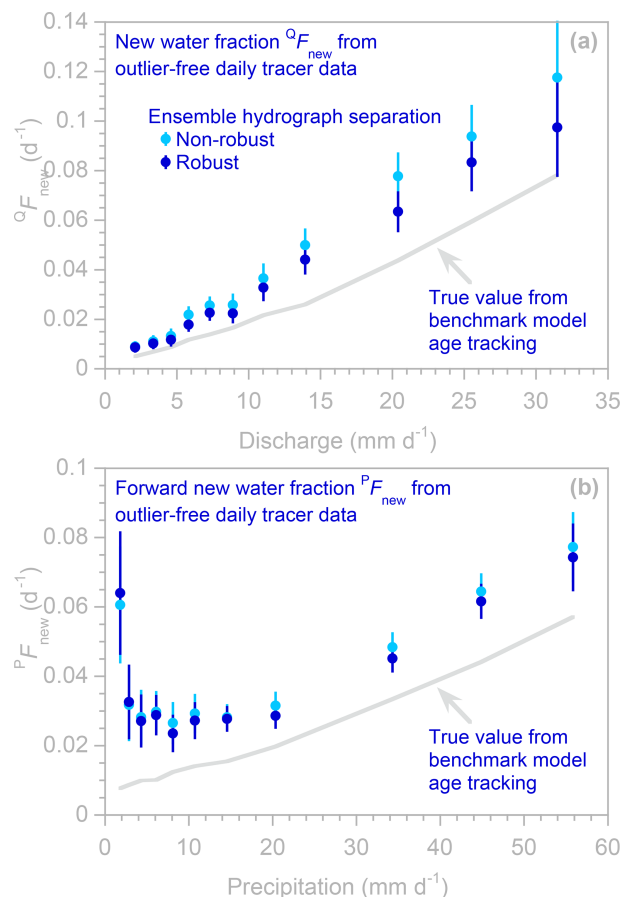 0.14
(a)
New water fraction QFnew from
outlier-free daily tracer data
0.12
Ensemble hydrograph separation
Non-robust
Robust
0.1
QFnew (d-1)
0.08
0.06
0.04
True value from
benchmark model
age tracking
0.02
0
0 5 10 15 20 25 30 35
Discharge (mm d-1)
0.1
(b)
Forward new water fraction PFnew from
outlier-free daily tracer data
0.08
PFnew (d-1)
0.06
0.04
True value from
benchmark model
age tracking
0.02
0
0 10 20 30 40 50 60
Precipitation (mm d-1)